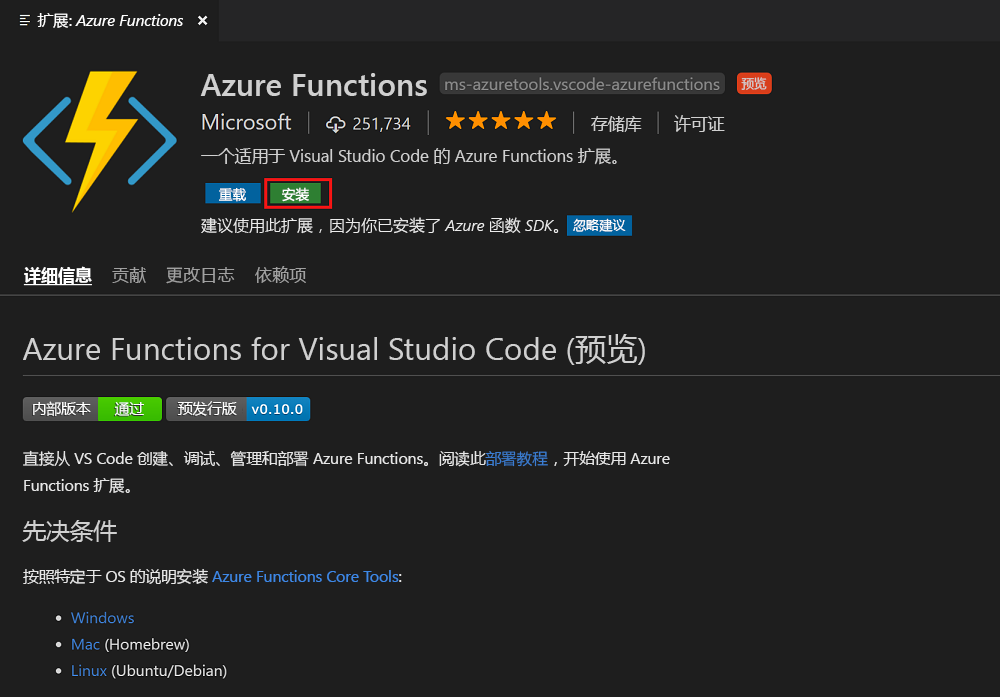 扩展: Azure Functions
Azure Functions ms-azuretools.vscode-azurefunctions 预览
Microsoft 251,734 存储库 许可证
一个适用于 Visual Studio Code 的 Azure Functions 扩展。
重载 安装
建议使用此扩展，因为你已安装了 Azure 函数 SDK。 忽略建议
详细信息 贡献 更改日志 依赖项
Azure Functions for Visual Studio Code (预览)
内部版本 通过 预发行版 v0.10.0
直接从 VS Code 创建、调试、管理和部署 Azure Functions。阅读此部署教程，开始使用 Azure
Functions 扩展。
先决条件
按照特定于 OS 的说明安装 Azure Functions Core Tools:
• Windows
• Mac (Homebrew)
• Linux (Ubuntu/Debian)